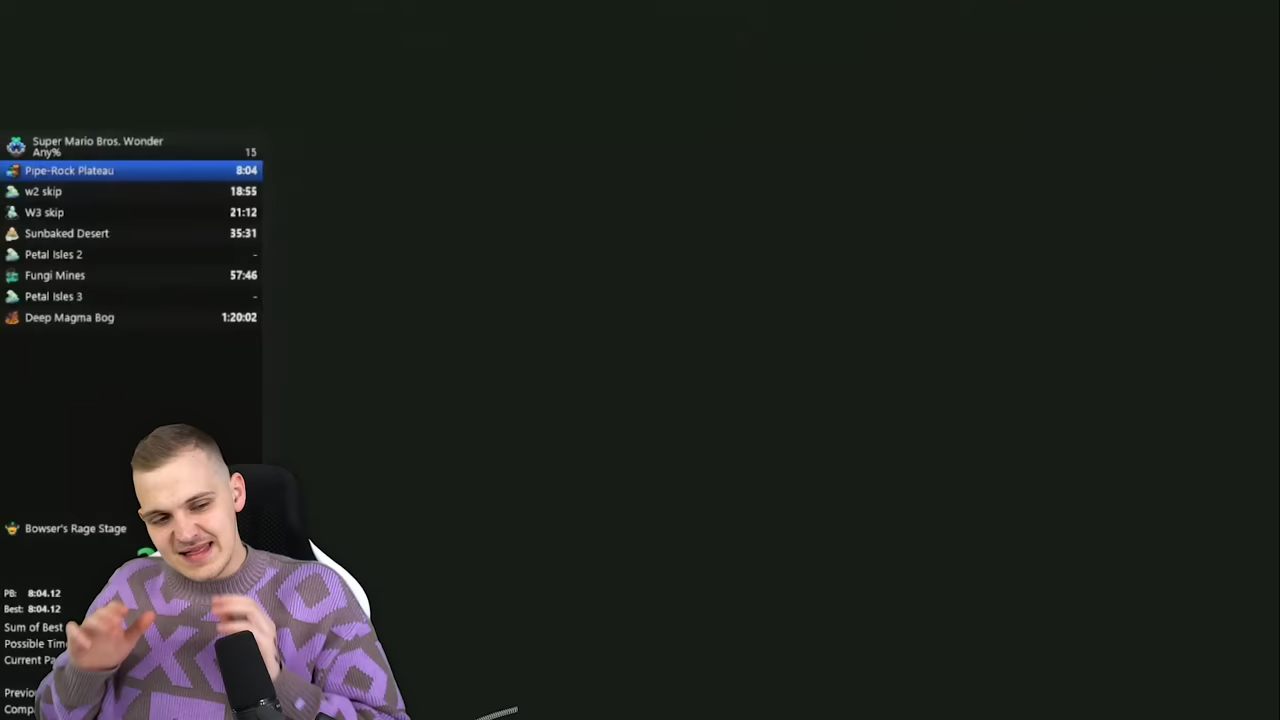 Super Mario Bros. Wonder
Any% 15
Pipe-Rock Plateau 8:04
w2 skip 18:55
W3 skip 21:12
Sunbaked Desert 35:31
Petal Isles 2 -
Fungi Mines 57:46
Petal Isles 3 -
Deep Magma Bog 1:20:02
Bowser's Rage Stage
PB: 8:04.12
Best: 8:04.12
Sum of Best
Possible
Current